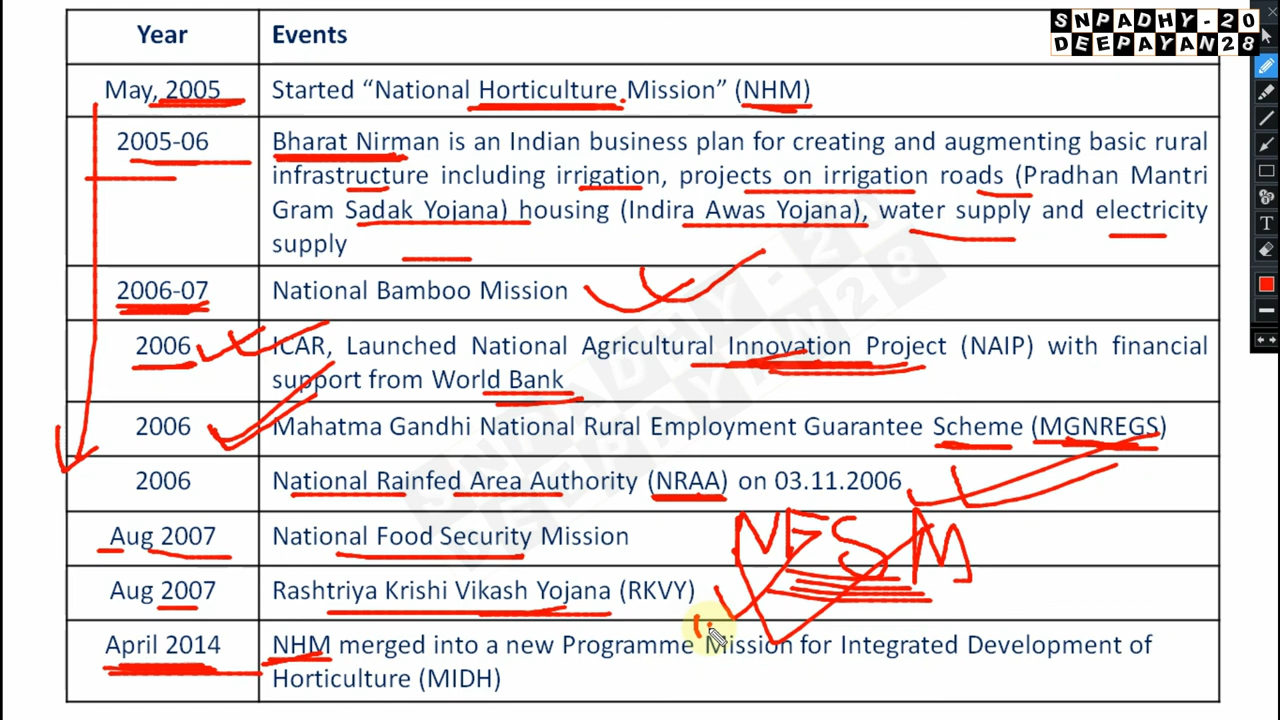 SNPADHY-20
DEEPAYAN28
Year Events
May, 2005 Started “National Horticulture Mission” (NHM)
2005-06 Bharat Nirman is an Indian business plan for creating and augmenting basic rural
infrastructure including irrigation, projects on irrigation roads (Pradhan Mantri
Gram Sadak Yojana) housing (Indira Awas Yojana), water supply and electricity
supply
2006-07 National Bamboo Mission
2006 ICAR, Launched National Agricultural Innovation Project (NAIP) with financial
support from World Bank
2006 Mahatma Gandhi National Rural Employment Guarantee Scheme (MGNREGS)
2006 National Rainfed Area Authority (NRAA) on 03.11.2006
Aug 2007 National Food Security Mission
NFSM
Aug 2007 Rashtriya Krishi Vikash Yojana (RKVY)
April 2014 NHM merged into a new Programme Mission for Integrated Development of
Horticulture (MIDH)
SNPADHY-20
DEEPAYAN28